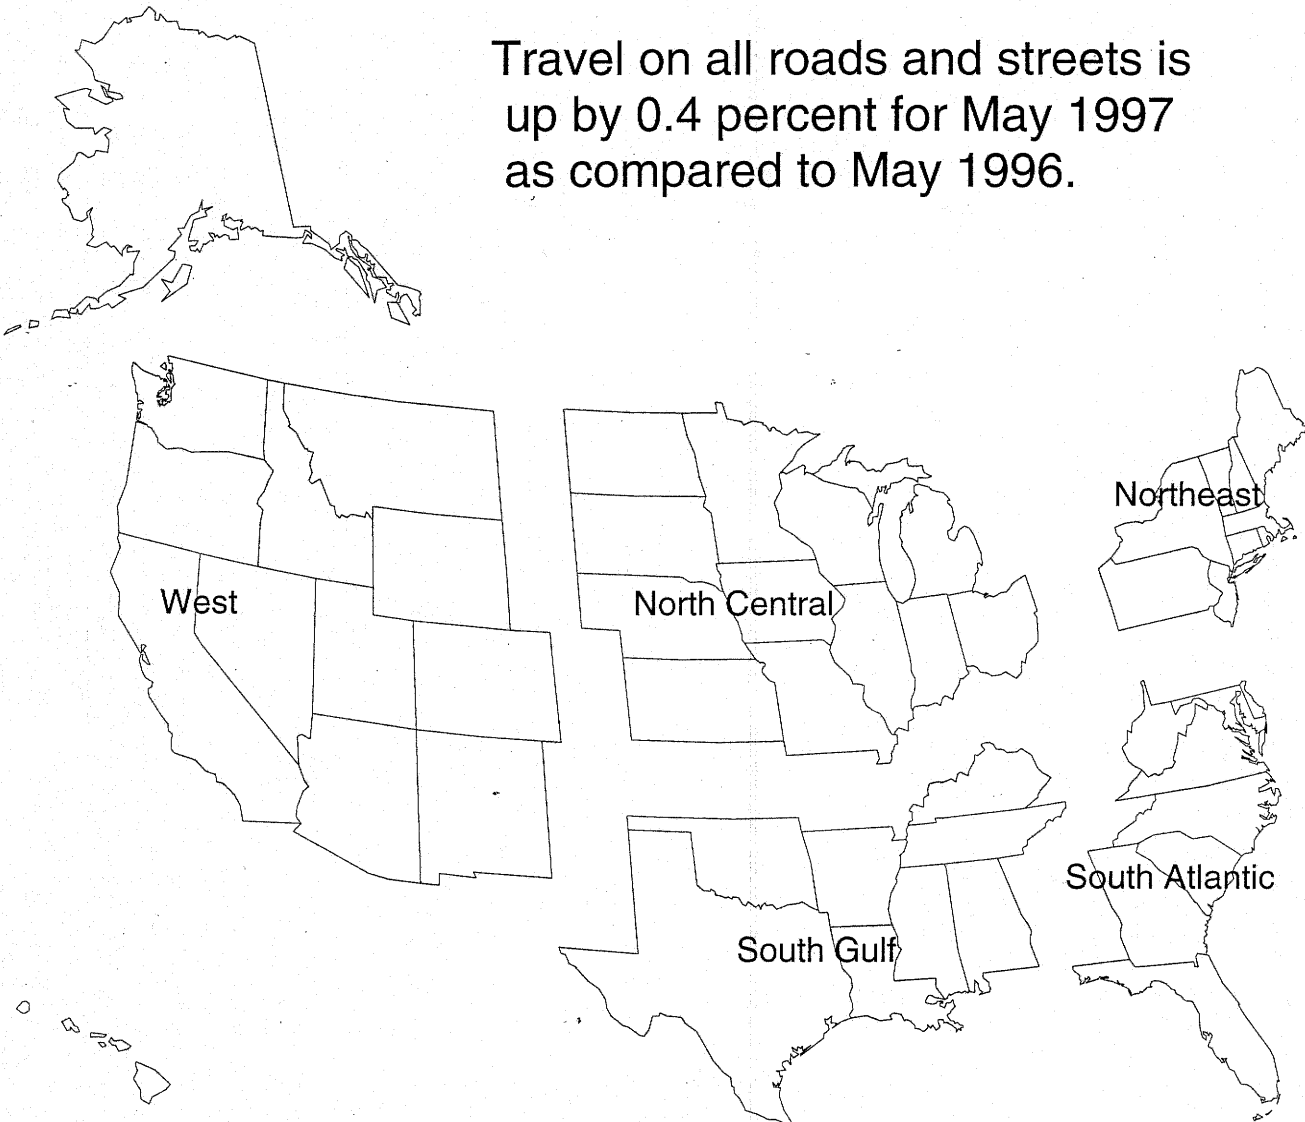 Travel on all roads and streets is
up by 0.4 percent for May 1997
as compared to May 1996.
Northeast
West
North Central
South Atlantic
South Gulf